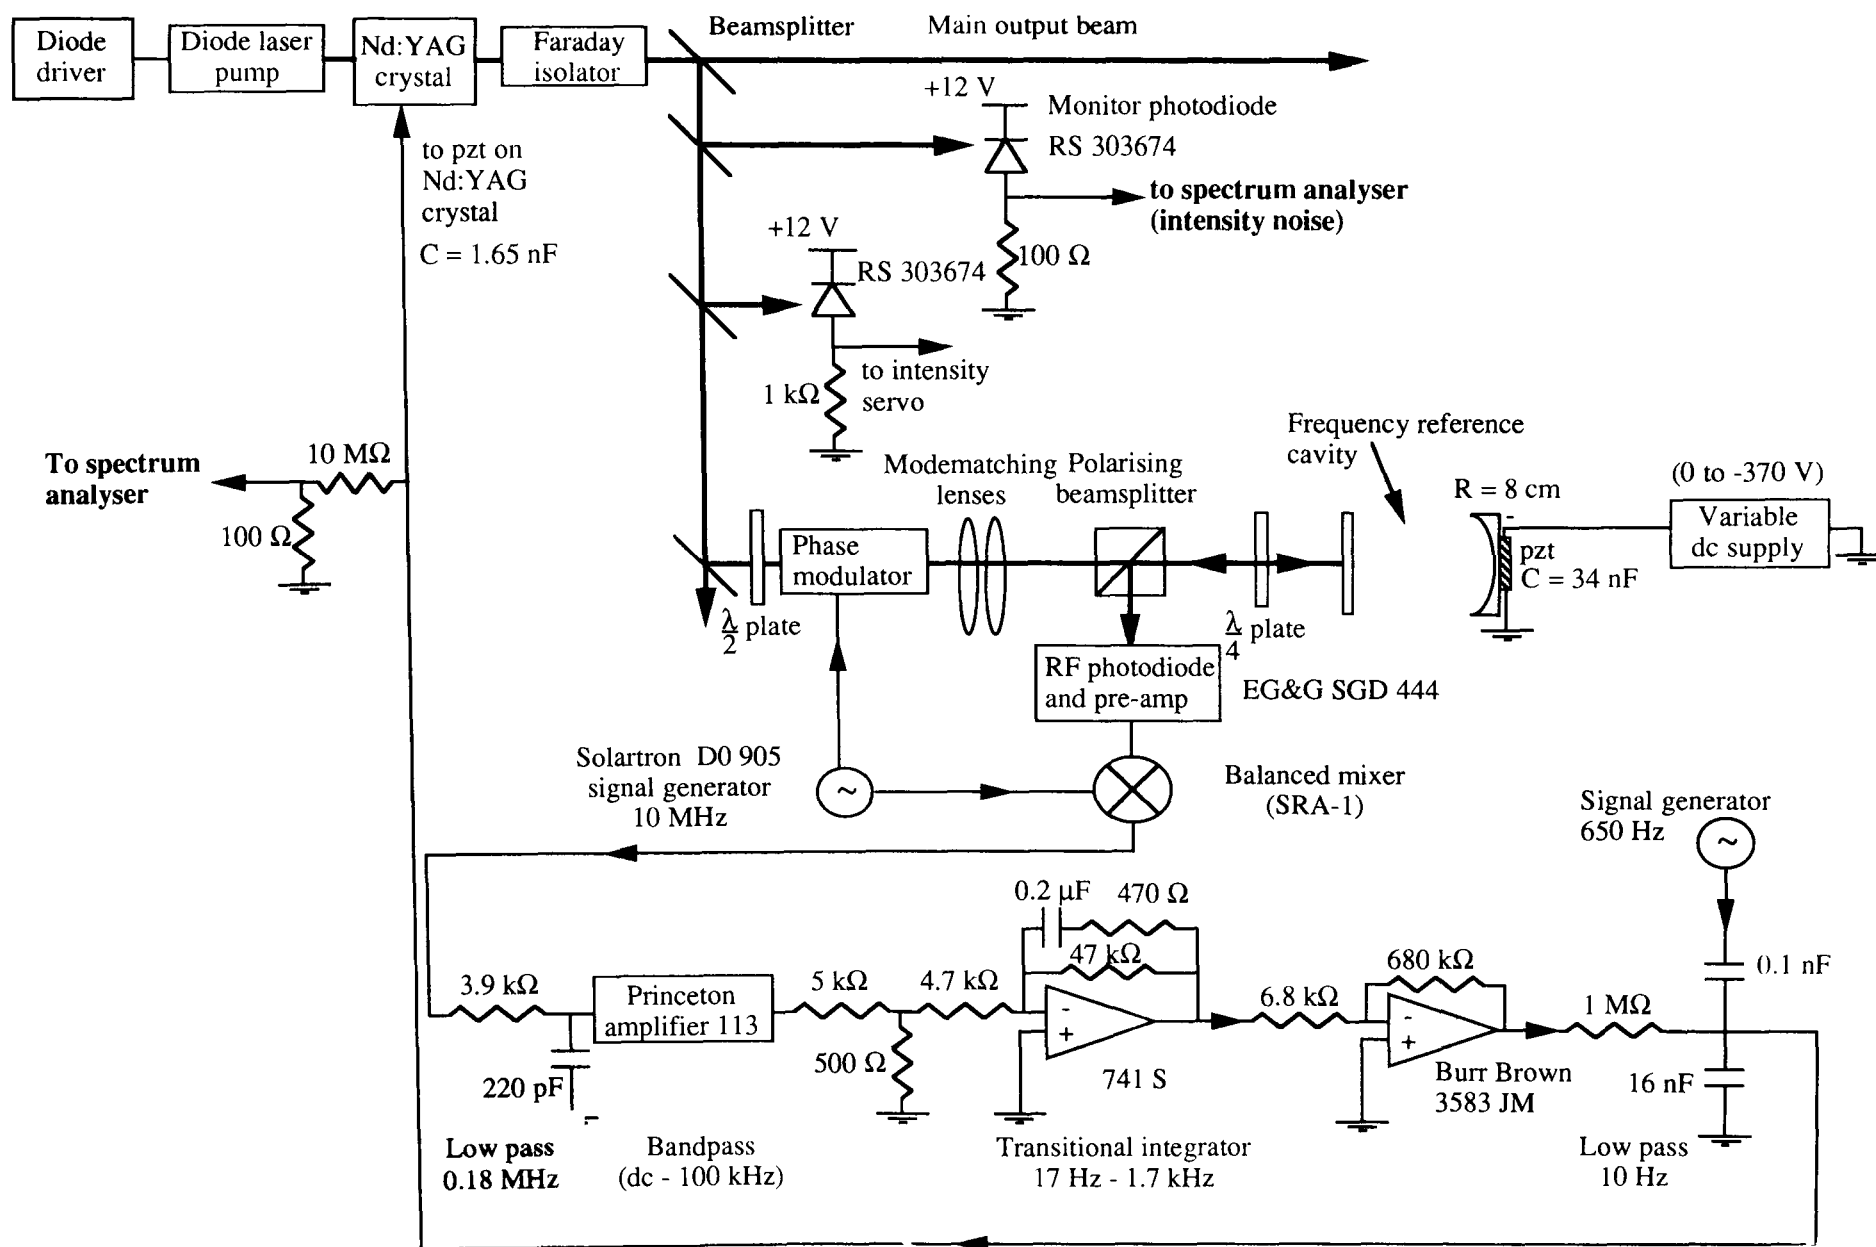 Diode
driver
Diode laser
pump
Nd:YAG
crystal
Faraday
isolator
Beamsplitter
Main output beam
+12 V
Monitor photodiode
RS 303674
to spectrum analyser
(intensity noise)
100 Ω
to pzt on
Nd:YAG
crystal
C = 1.65 nF
+12 V
RS 303674
to intensity
servo
1 kΩ
To spectrum
analyser
10 MΩ
100 Ω
Modematching
lenses
Polarising
beamsplitter
Frequency reference
cavity
R = 8 cm
(0 to -370 V)
Variable
dc supply
-
pzt
C = 34 nF
Phase
modulator
λ/2 plate
λ/4 plate
RF photodiode
and pre-amp
EG&G SGD 444
Solartron D0 905
signal generator
10 MHz
~
Balanced mixer
(SRA-1)
Signal generator
650 Hz
~
0.1 nF
0.2 µF
470 Ω
47 kΩ
680 kΩ
3.9 kΩ
Princeton
amplifier 113
5 kΩ
4.7 kΩ
-
+
6.8 kΩ
-
+
1 MΩ
220 pF
500 Ω
741 S
Burr Brown
3583 JM
16 nF
Low pass
0.18 MHz
Bandpass
(dc - 100 kHz)
Transitional integrator
17 Hz - 1.7 kHz
Low pass
10 Hz